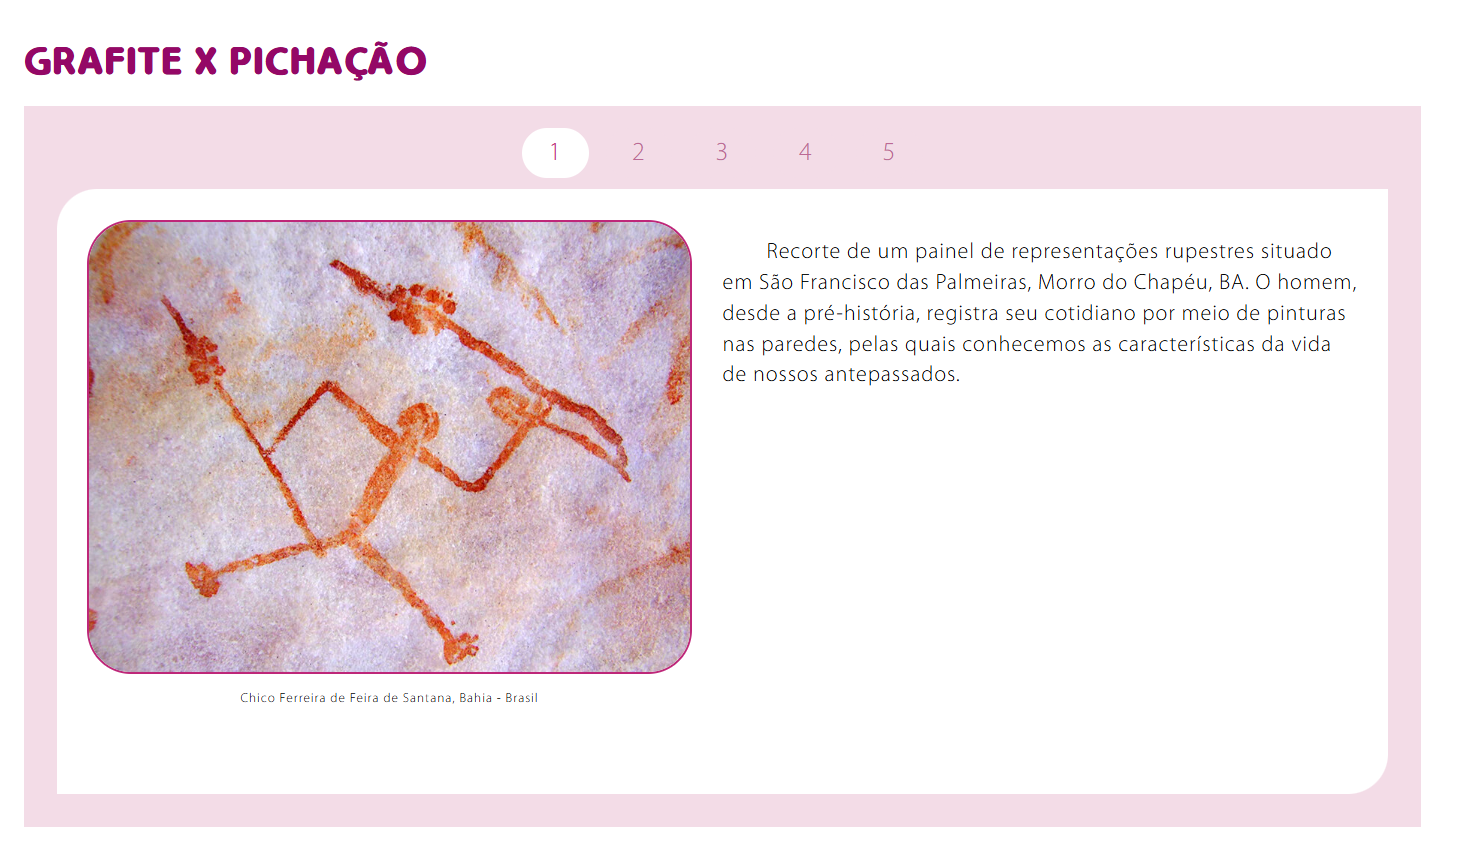 GRAFITE X PICHAÇÃO
1 2 3 4 5
Recorte de um painel de representações rupestres situado
em São Francisco das Palmeiras, Morro do Chapéu, BA. O homem,
desde a pré-história, registra seu cotidiano por meio de pinturas
nas paredes, pelas quais conhecemos as características da vida
de nossos antepassados.
Chico Ferreira de Feira de Santana, Bahia - Brasil